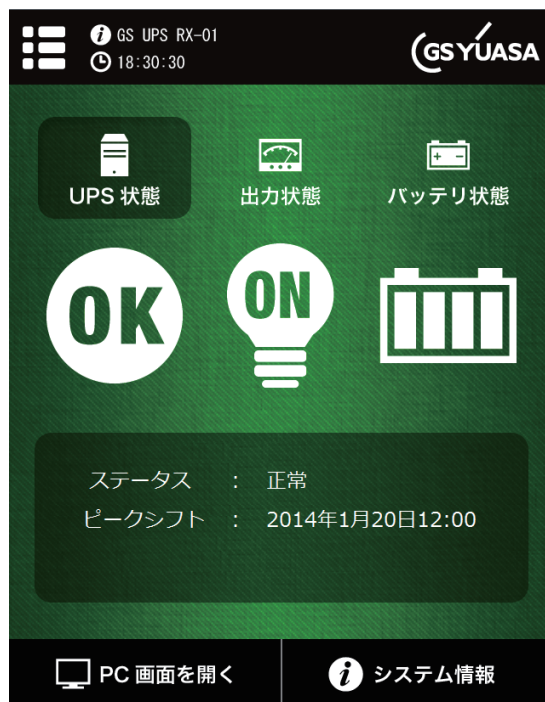 GS UPS RX-01
18:30:30
GSYUASA
UPS 状態
出力状態
バッテリ状態
OK
ON
ステータス : 正常
ピークシフト : 2014年1月20日12:00
PC 画面を開く
システム情報